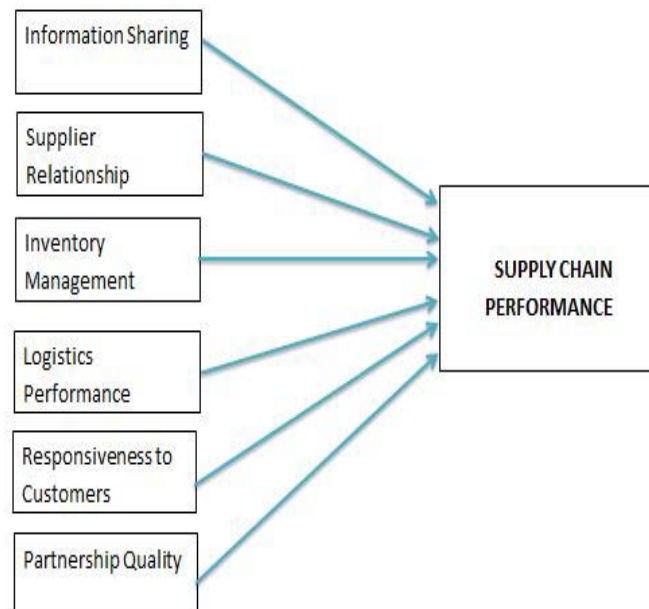 Information Sharing
Supplier
Relationship
Inventory
Management
Logistics
Performance
Responsiveness to
Customers
Partnership Quality
SUPPLY CHAIN
PERFORMANCE